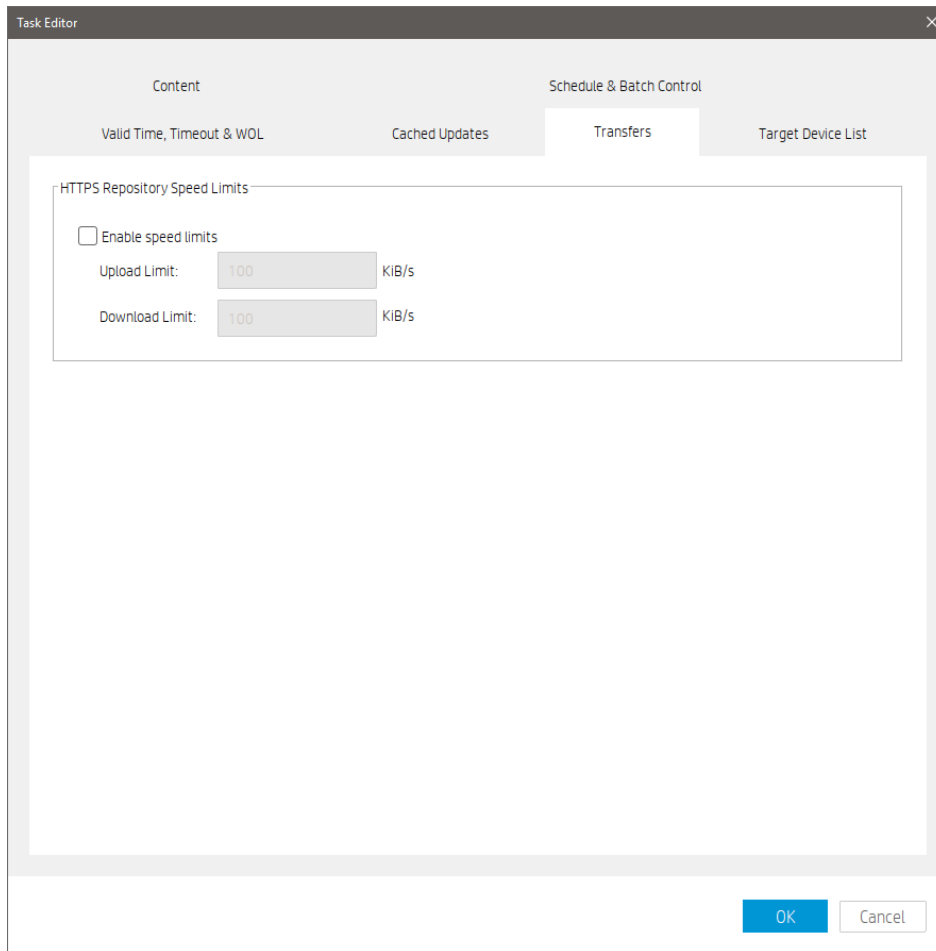 Task Editor
Content
Schedule & Batch Control
Valid Time, Timeout & WOL
Cached Updates
Transfers
Target Device List
HTTPS Repository Speed Limits
Enable speed limits
Upload Limit: 100 KiB/s
Download Limit: 100 KiB/s
OK Cancel